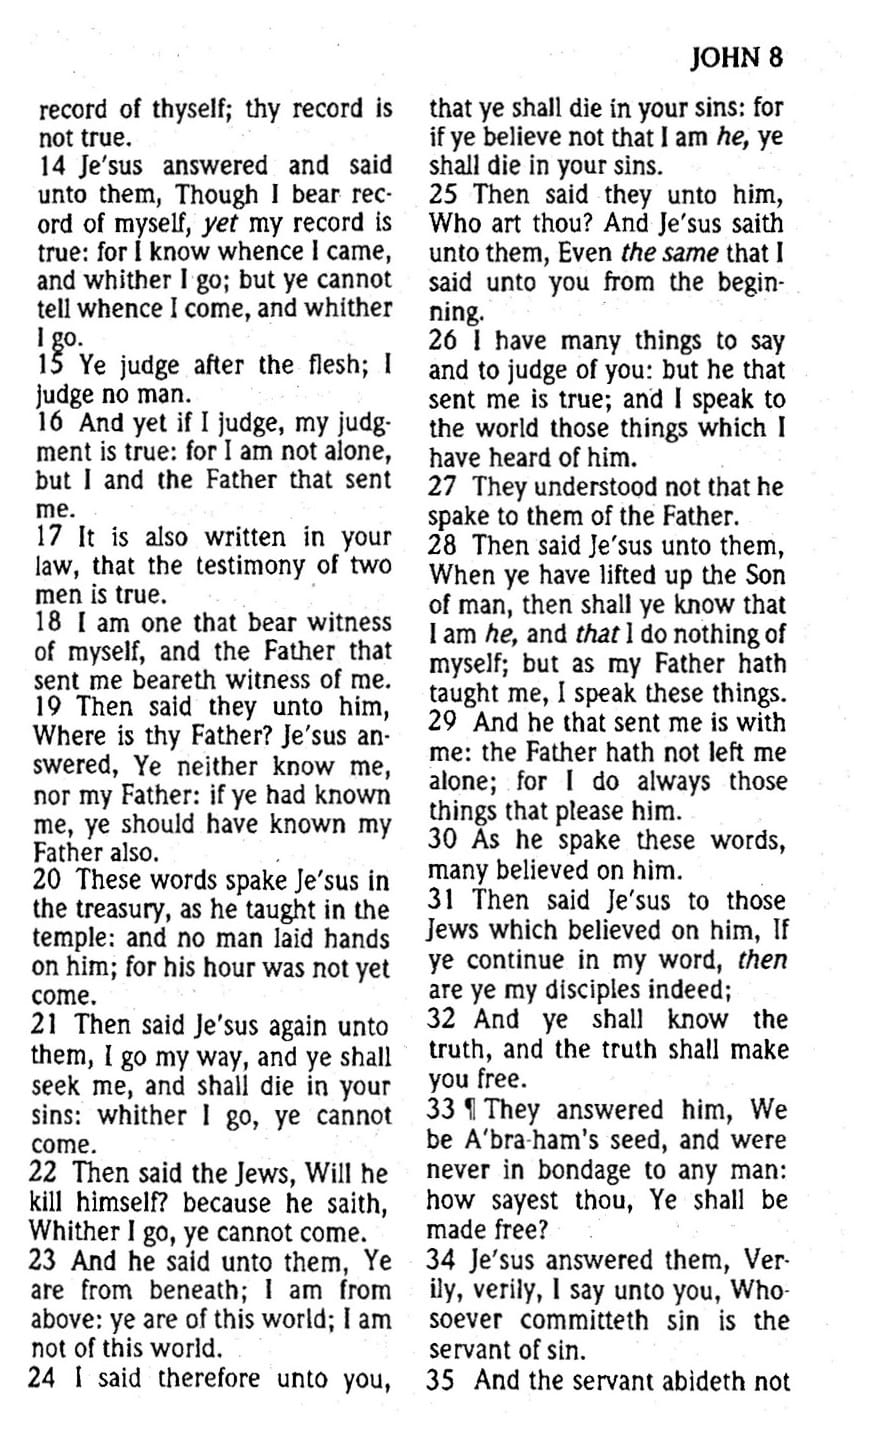 JOHN 8
record of thyself; thy record is
not true.
14 Je′sus answered and said
unto them, Though I bear rec-
ord of myself, yet my record is
true: for I know whence I came,
and whither I go; but ye cannot
tell whence I come, and whither
I go.
15 Ye judge after the flesh; I
judge no man.
16 And yet if I judge, my judg-
ment is true: for I am not alone,
but I and the Father that sent
me.
17 It is also written in your
law, that the testimony of two
men is true.
18 I am one that bear witness
of myself, and the Father that
sent me beareth witness of me.
19 Then said they unto him,
Where is thy Father? Je′sus an-
swered, Ye neither know me,
nor my Father: if ye had known
me, ye should have known my
Father also.
20 These words spake Je′sus in
the treasury, as he taught in the
temple: and no man laid hands
on him; for his hour was not yet
come.
21 Then said Je′sus again unto
them, I go my way, and ye shall
seek me, and shall die in your
sins: whither I go, ye cannot
come.
22 Then said the Jews, Will he
kill himself? because he saith,
Whither I go, ye cannot come.
23 And he said unto them, Ye
are from beneath; I am from
above: ye are of this world; I am
not of this world.
24 I said therefore unto you,
that ye shall die in your sins: for
if ye believe not that I am he, ye
shall die in your sins.
25 Then said they unto him,
Who art thou? And Je′sus saith
unto them, Even the same that I
said unto you from the begin-
ning.
26 I have many things to say
and to judge of you: but he that
sent me is true; and I speak to
the world those things which I
have heard of him.
27 They understood not that he
spake to them of the Father.
28 Then said Je′sus unto them,
When ye have lifted up the Son
of man, then shall ye know that
I am he, and that I do nothing of
myself; but as my Father hath
taught me, I speak these things.
29 And he that sent me is with
me: the Father hath not left me
alone; for I do always those
things that please him.
30 As he spake these words,
many believed on him.
31 Then said Je′sus to those
Jews which believed on him, If
ye continue in my word, then
are ye my disciples indeed;
32 And ye shall know the
truth, and the truth shall make
you free.
33 ¶ They answered him, We
be A′bra-ham's seed, and were
never in bondage to any man:
how sayest thou, Ye shall be
made free?
34 Je′sus answered them, Ver-
ily, verily, I say unto you, Who-
soever committeth sin is the
servant of sin.
35 And the servant abideth not